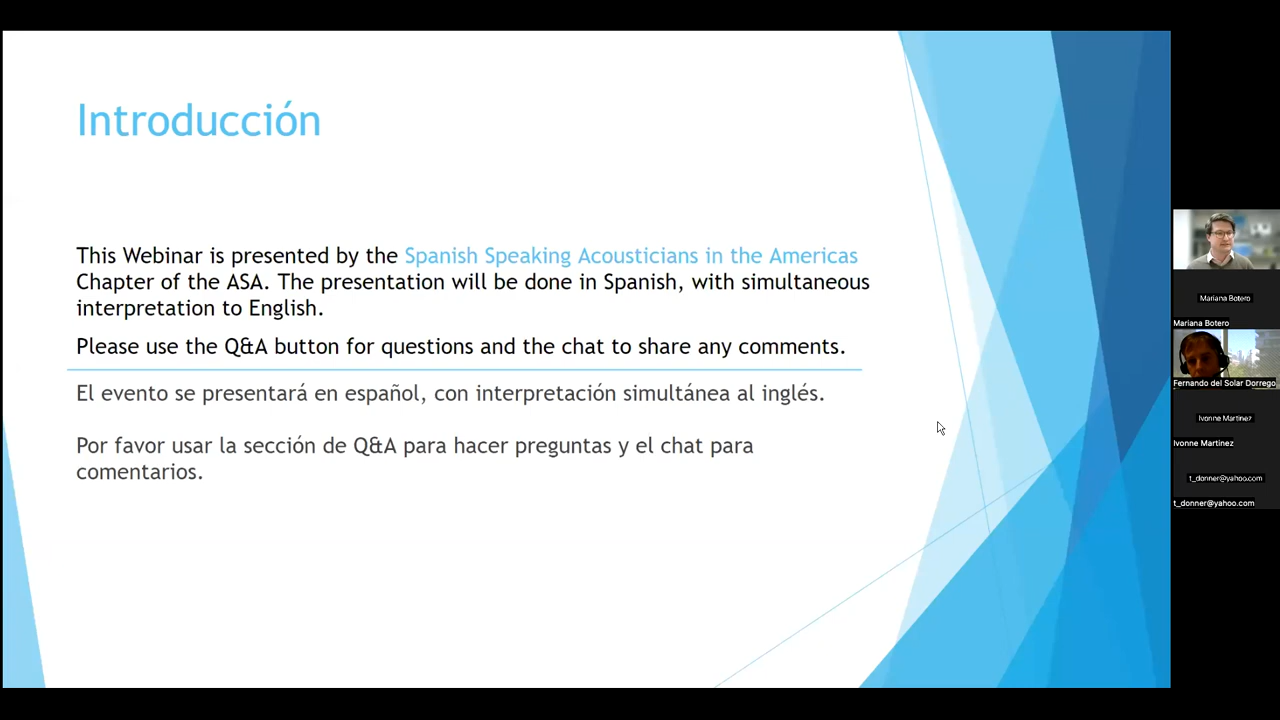 Introducción
This Webinar is presented by the Spanish Speaking Acousticians in the Americas
Chapter of the ASA. The presentation will be done in Spanish, with simultaneous
interpretation to English.
Please use the Q&A button for questions and the chat to share any comments.
El evento se presentará en español, con interpretación simultánea al inglés.
Por favor usar la sección de Q&A para hacer preguntas y el chat para
comentarios.
Mariana Botero
Mariana Botero
Fernando del Solar Dorrego
Ivonne Martinez
Ivonne Martinez
t_donner@yahoo.com
t_donner@yahoo.com